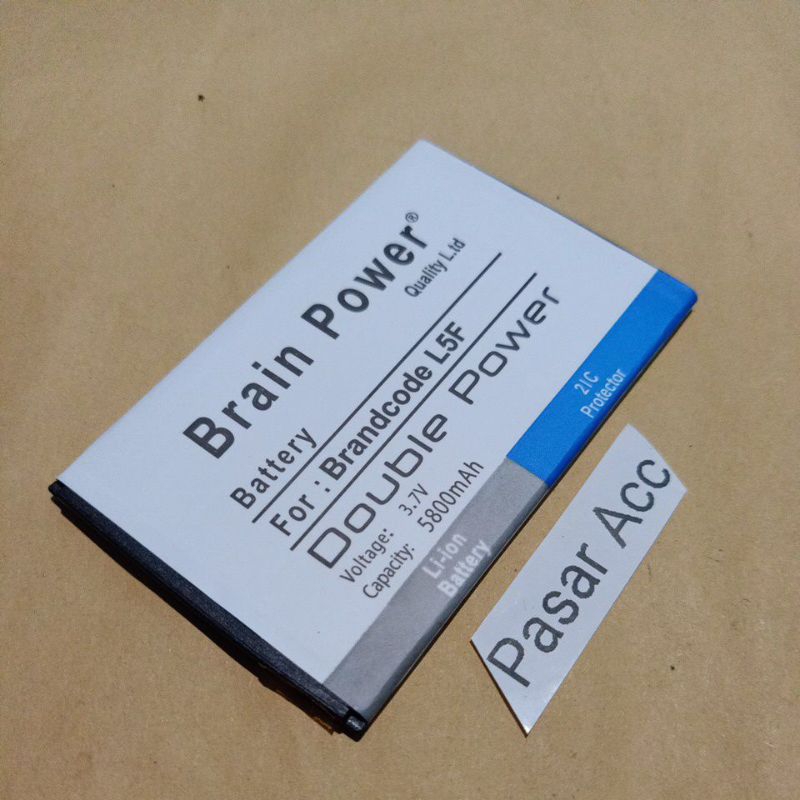 Brain Power®
Quality L.td
Battery
For : Brandcode L5F
Double Power
Voltage: 3.7V
Capacity: 5800mAh
Li-ion
Battery
2IC
Protector
Pasar Acc